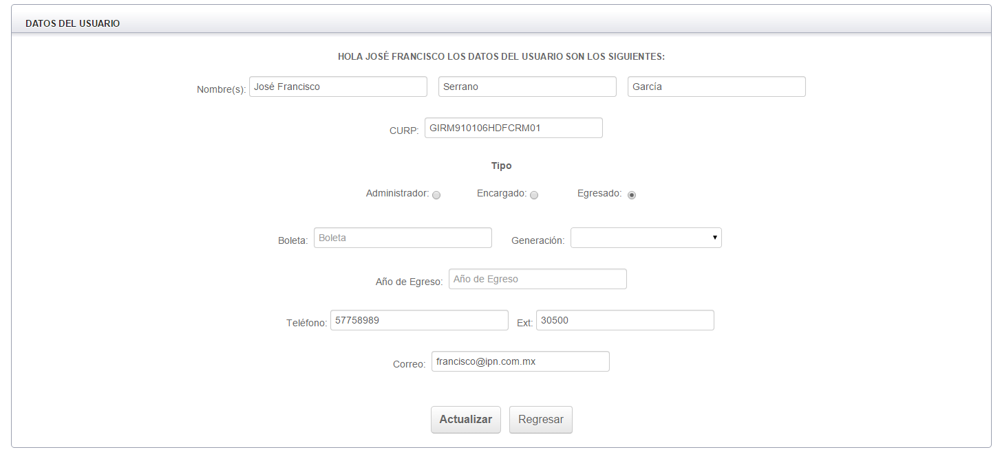 DATOS DEL USUARIO
HOLA JOSÉ FRANCISCO LOS DATOS DEL USUARIO SON LOS SIGUIENTES:
Nombre(s): José Francisco Serrano García
CURP: GIRM910106HDFCRM01
Tipo
Administrador: Encargado: Egresado:
Boleta: Boleta Generación:
Año de Egreso: Año de Egreso
Teléfono: 57758989 Ext: 30500
Correo: francisco@ipn.com.mx
Actualizar Regresar